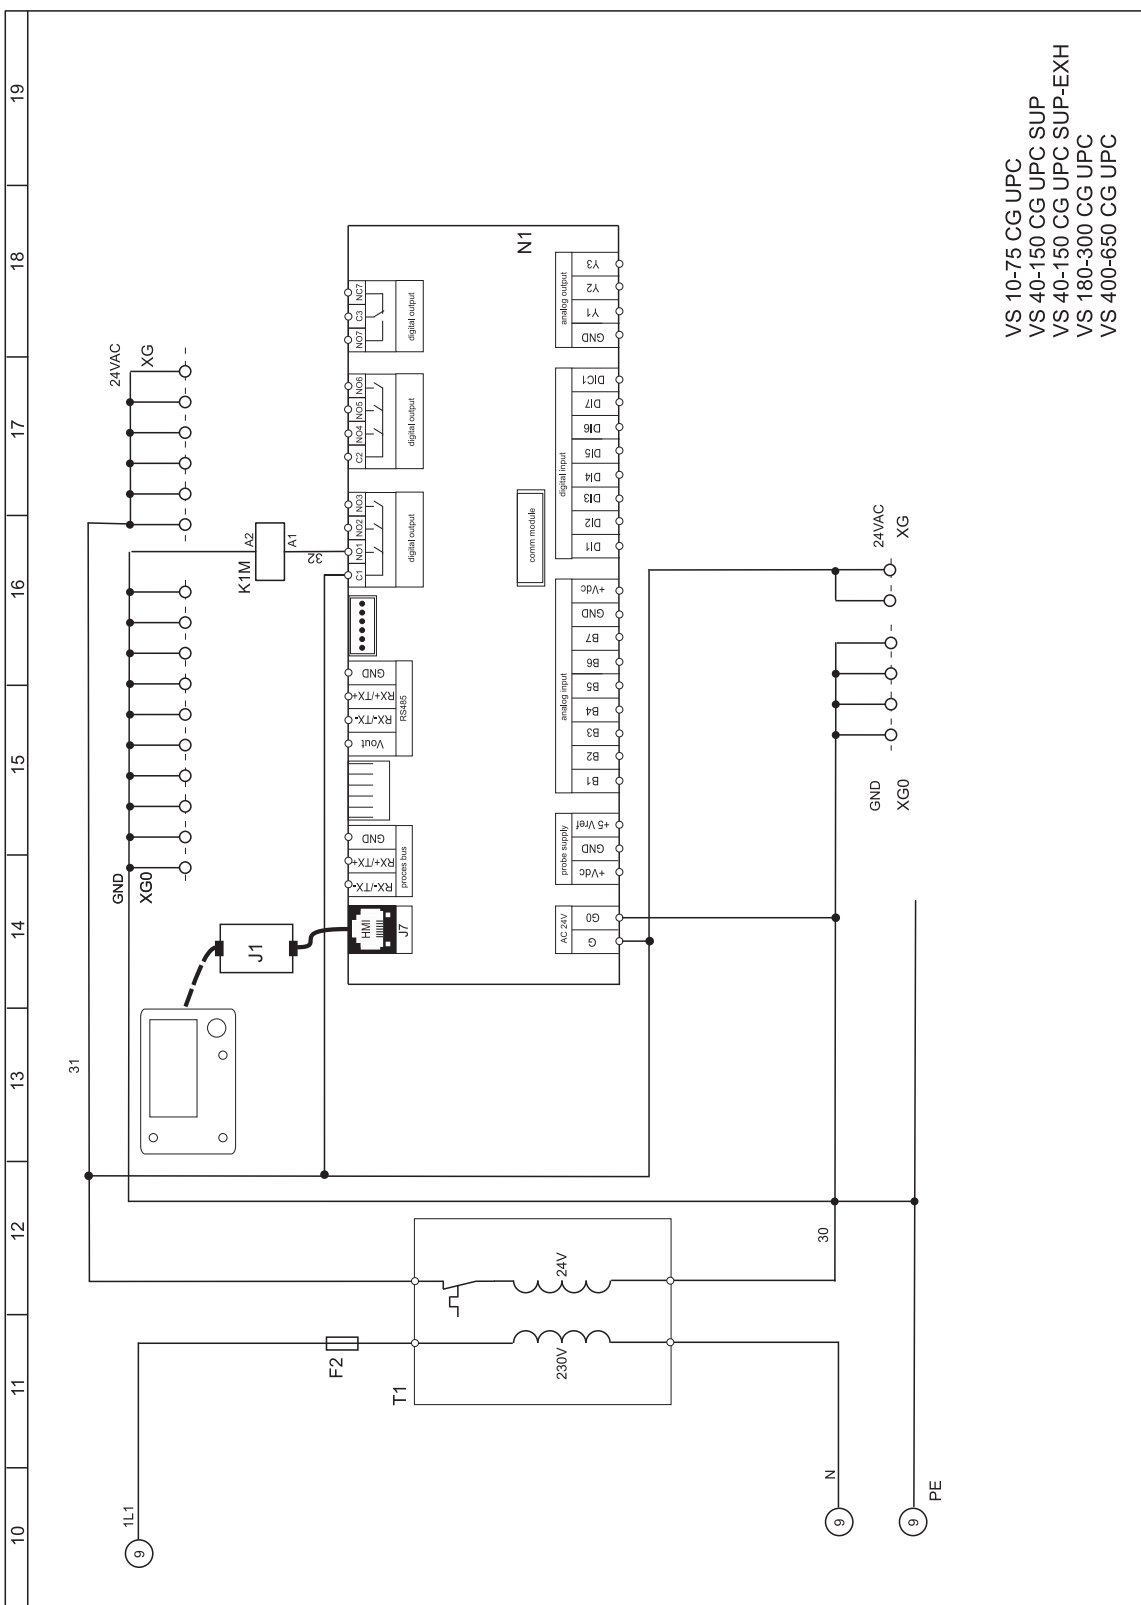 10
11
12
13
14
15
16
17
18
19
9
1L1
31
GND
XG0
24VAC
XG
J1
K1M
A2
A1
32
F2
T1
230V
24V
HMI
J7
RX-/TX-
RX+/TX+
GND
proces bus
Vout
RX-/TX-
RX+/TX+
GND
RS485
C1
NO1
NO2
NO3
digital output
C2
NO4
NO5
NO6
digital output
NO7
C3
NC7
digital output
N1
comm module
AC 24V
G
G0
probe supply
+Vdc
GND
+5 Vref
analog input
B1
B2
B3
B4
B5
B6
B7
GND
+Vdc
digital input
DI1
DI2
DI3
DI4
DI5
DI6
DI7
DIC1
analog output
GND
Y1
Y2
Y3
30
GND
XG0
24VAC
XG
N
9
9
PE
VS 10-75 CG UPC
VS 40-150 CG UPC SUP
VS 40-150 CG UPC SUP-EXH
VS 180-300 CG UPC
VS 400-650 CG UPC